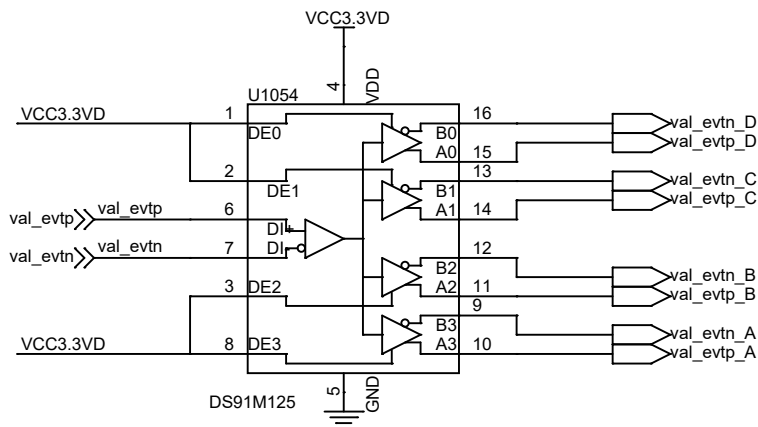 VCC3.3VD
4
VDD
U1054
VCC3.3VD
1
DE0
B0
16
val_evtn_D
A0
15
val_evtp_D
2
DE1
B1
13
val_evtn_C
A1
14
val_evtp_C
val_evtp
val_evtp
6
DI+
val_evtn
val_evtn
7
DI-
B2
12
val_evtn_B
3
DE2
A2
11
val_evtp_B
B3
9
val_evtn_A
VCC3.3VD
8
DE3
A3
10
val_evtp_A
DS91M125
5
GND